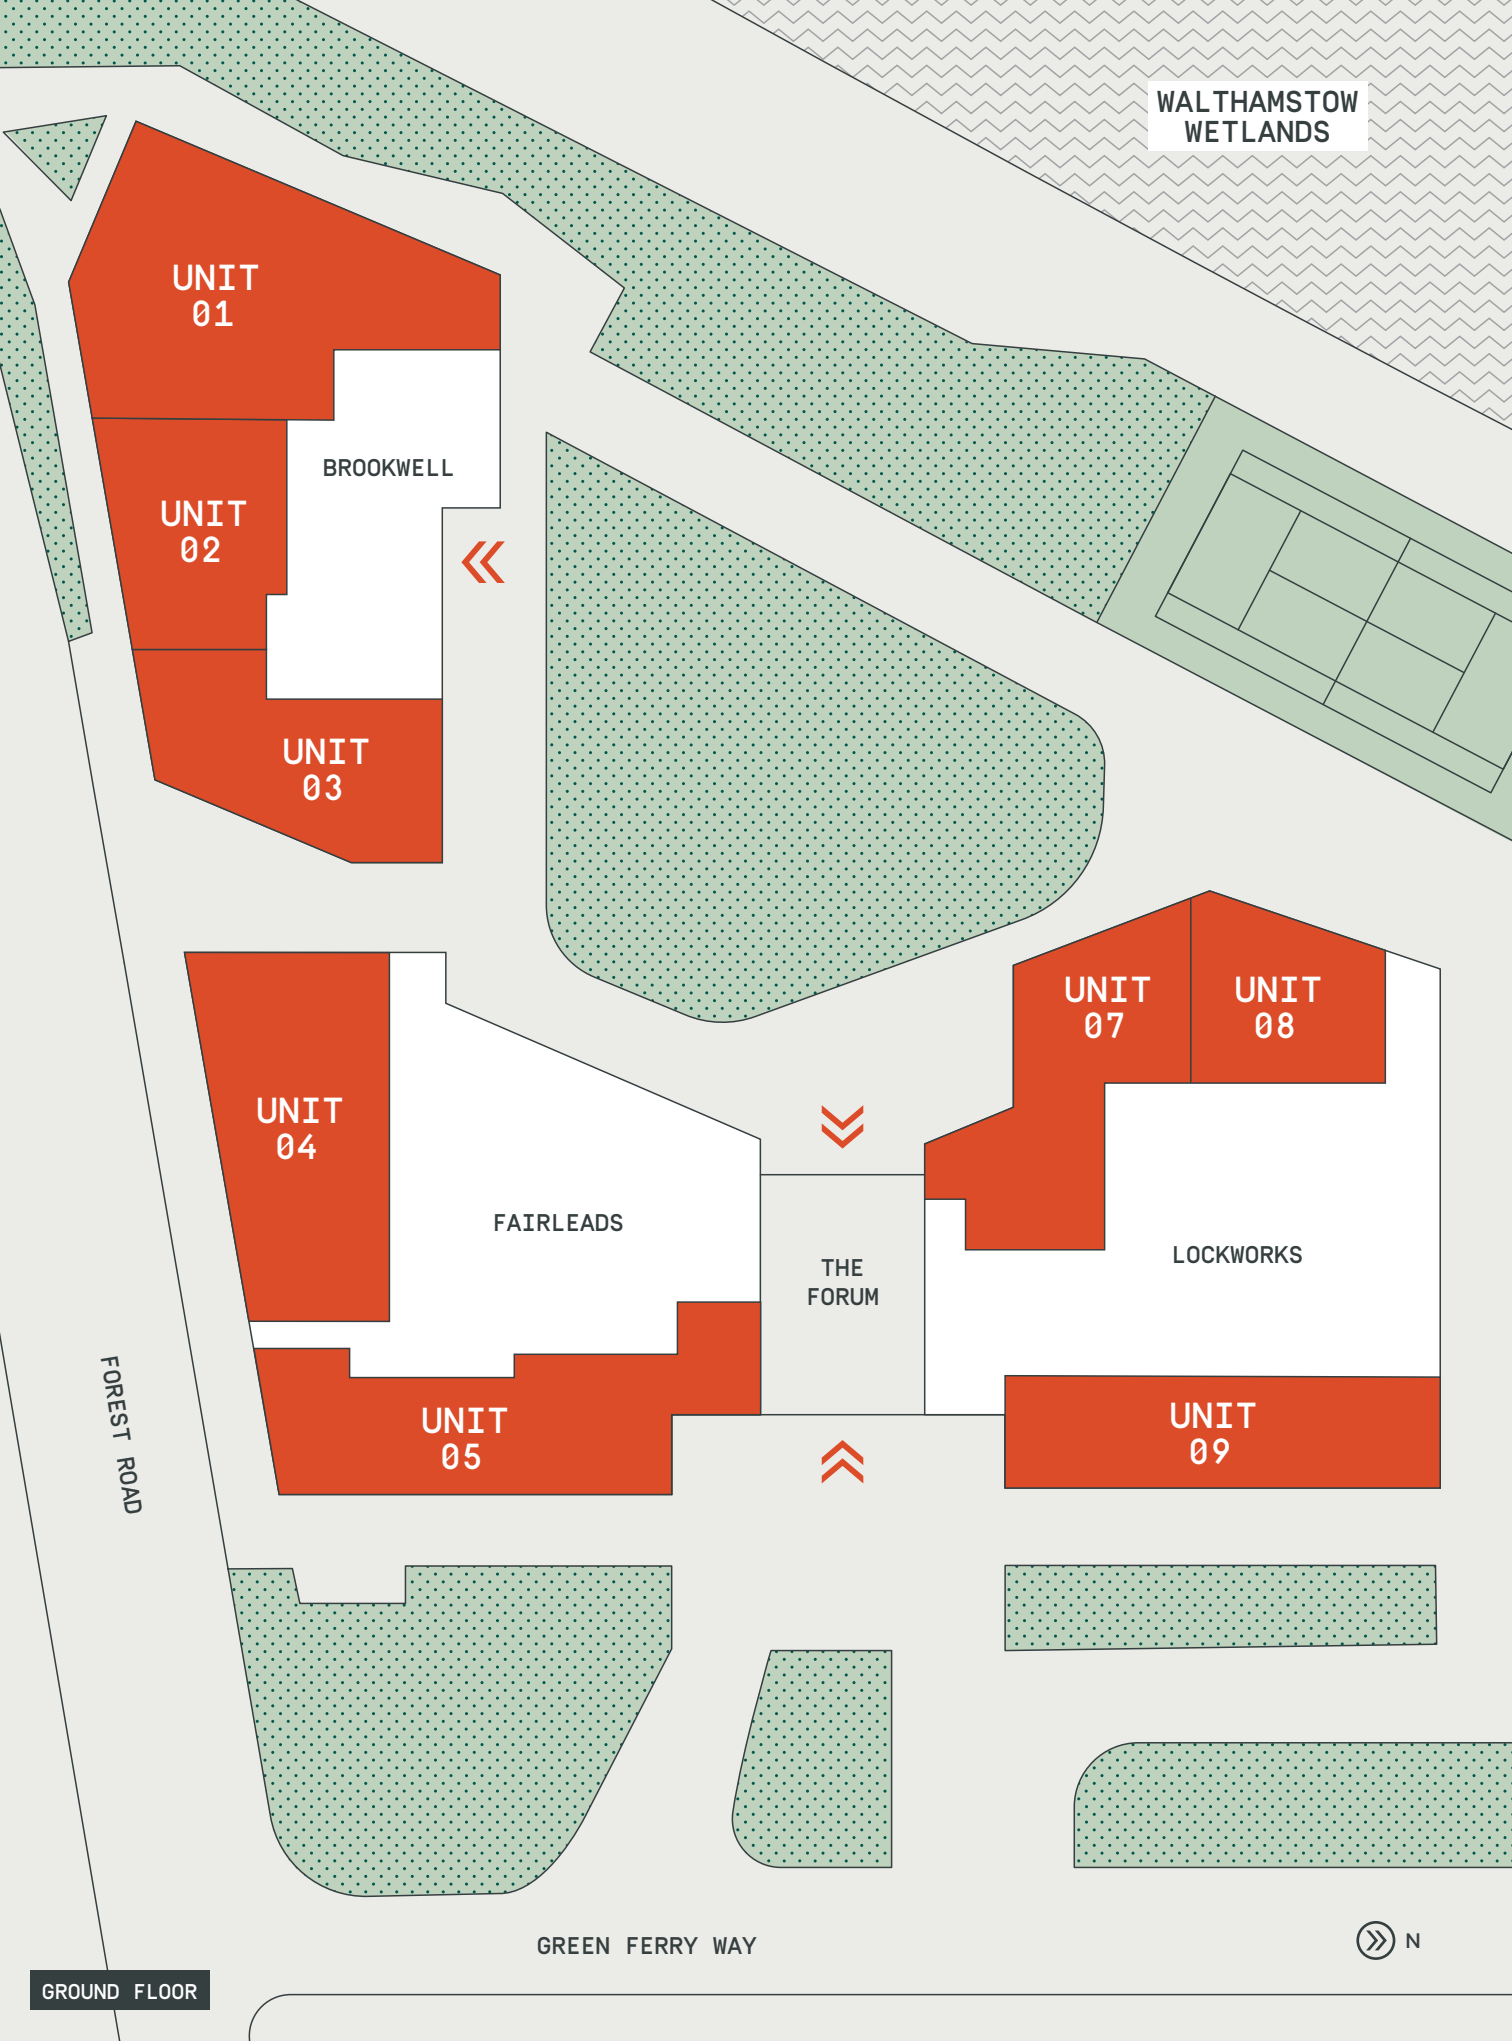 WALTHAMSTOW
WETLANDS
UNIT
01
BROOKWELL
UNIT
02
UNIT
03
UNIT
07
UNIT
08
UNIT
04
FAIRLEADS
THE
FORUM
LOCKWORKS
FOREST ROAD
UNIT
05
UNIT
09
GREEN FERRY WAY
N
GROUND FLOOR